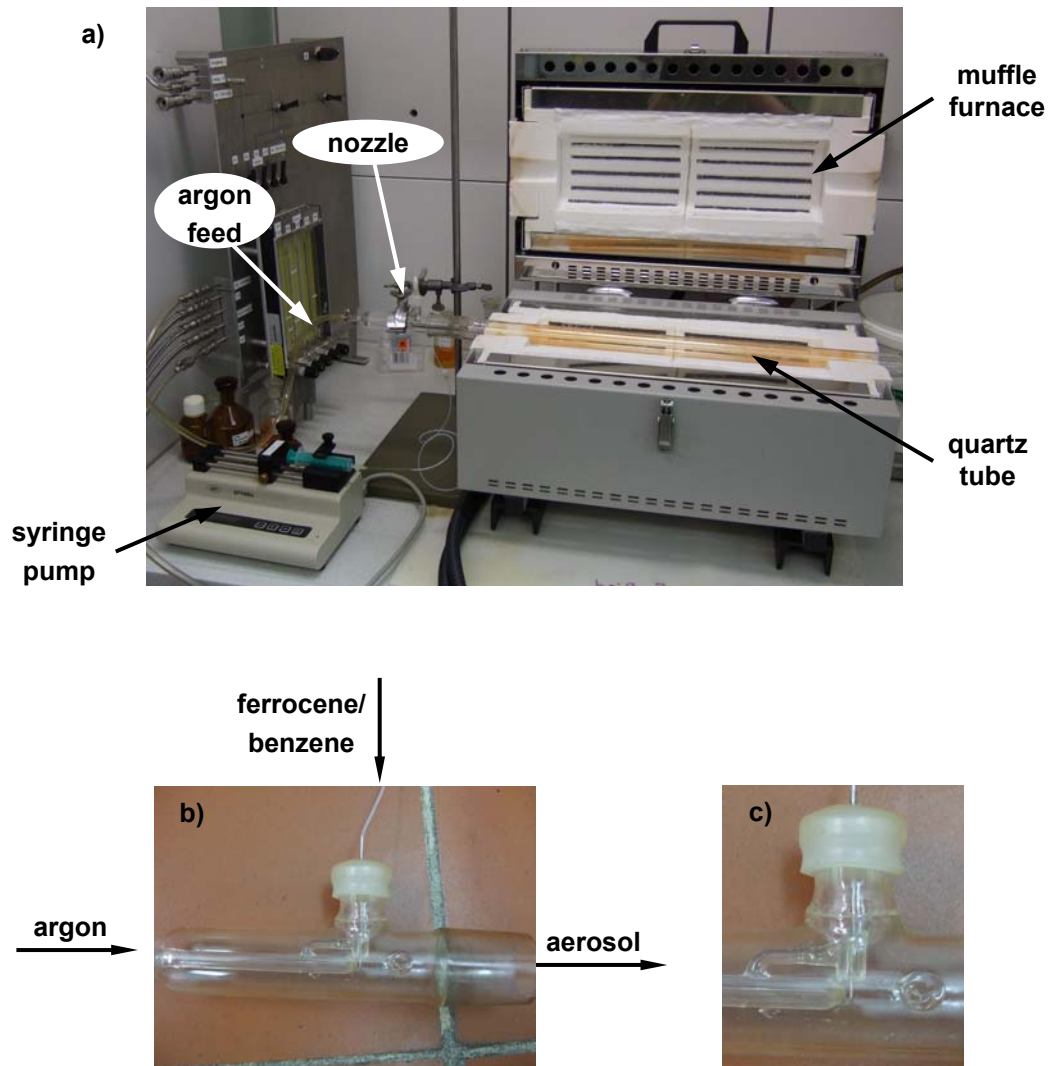 a)
muffle
furnace
nozzle
argon
feed
quartz
tube
syringe
pump
ferrocene/
benzene
b)
c)
argon
aerosol